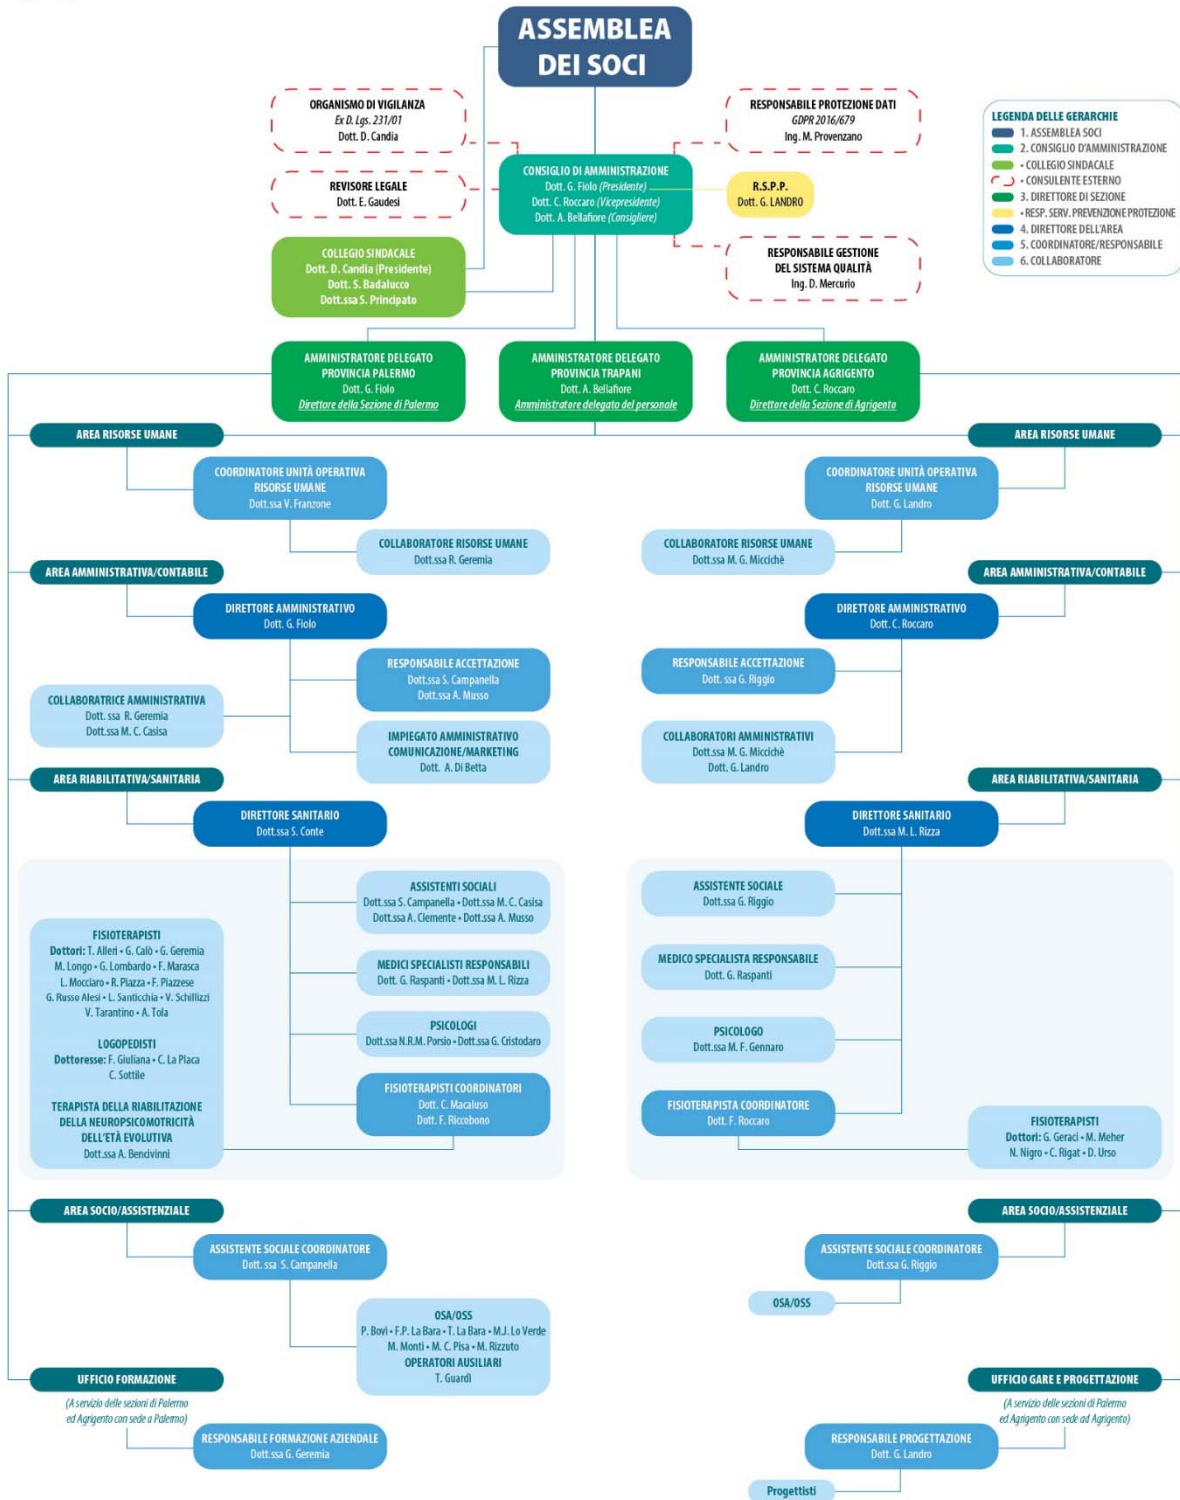 ASSEMBLEA
DEI SOCI
ORGANISMO DI VIGILANZA
Ex D. Lgs. 231/01
Dott. D. Candia
RESPONSABILE PROTEZIONE DATI
GDPR 2016/679
Ing. M. Provenzano
LEGENDA DELLE GERARCHIE
1. ASSEMBLEA SOCI
2. CONSIGLIO D'AMMINISTRAZIONE
• COLLEGIO SINDACALE
• CONSULENTE ESTERNO
3. DIRETTORE DI SEZIONE
• RESP. SERV. PREVENZIONE PROTEZIONE
4. DIRETTORE DELL'AREA
5. COORDINATORE/RESPONSABILE
6. COLLABORATORE
CONSIGLIO DI AMMINISTRAZIONE
Dott. G. Fiolo (Presidente)
Dott. C. Roccaro (Vicepresidente)
Dott. A. Bellafiore (Consigliere)
REVISORE LEGALE
Dott. E. Gaudesi
R.S.P.P.
Dott. G. LANDRO
COLLEGIO SINDACALE
Dott. D. Candia (Presidente)
Dott. S. Badalucco
Dott.ssa S. Principato
RESPONSABILE GESTIONE
DEL SISTEMA QUALITÀ
Ing. D. Mercurio
AMMINISTRATORE DELEGATO
PROVINCIA PALERMO
Dott. G. Fiolo
Direttore della Sezione di Palermo
AMMINISTRATORE DELEGATO
PROVINCIA TRAPANI
Dott. A. Bellafiore
Amministratore delegato del personale
AMMINISTRATORE DELEGATO
PROVINCIA AGRIGENTO
Dott. C. Roccaro
Direttore della Sezione di Agrigento
AREA RISORSE UMANE
COORDINATORE UNITÀ OPERATIVA
RISORSE UMANE
Dott.ssa V. Franzone
COLLABORATORE RISORSE UMANE
Dott.ssa R. Geremia
AREA AMMINISTRATIVA/CONTABILE
DIRETTORE AMMINISTRATIVO
Dott. G. Fiolo
RESPONSABILE ACCETTAZIONE
Dott.ssa S. Campanella
Dott.ssa A. Musso
COLLABORATRICE AMMINISTRATIVA
Dott. ssa R. Geremia
Dott.ssa M. C. Casisa
IMPIEGATO AMMINISTRATIVO
COMUNICAZIONE/MARKETING
Dott. A. Di Betta
AREA RIABILITATIVA/SANITARIA
DIRETTORE SANITARIO
Dott.ssa S. Conte
ASSISTENTI SOCIALI
Dott.ssa S. Campanella • Dott.ssa M. C. Casisa
Dott.ssa A. Clemente • Dott.ssa A. Musso
MEDICI SPECIALISTI RESPONSABILI
Dott. G. Raspanti • Dott.ssa M. L. Rizza
PSICOLOGI
Dott.ssa N.R.M. Porsio • Dott.ssa G. Cristodaro
FISIOTERAPISTI COORDINATORI
Dott. C. Macaluso
Dott. F. Riccobono
FISIOTERAPISTI
Dottori: T. Alleri • G. Calò • G. Geremia
M. Longo • G. Lombardo • F. Marasca
L. Mocciaro • R. Piazza • F. Piazzese
G. Russo Alesi • L. Santicchia • V. Schillizzi
V. Tarantino • A. Tola
LOGOPEDISTI
Dottoresse: F. Giuliana • C. La Placa
C. Sottile
TERAPISTA DELLA RIABILITAZIONE
DELLA NEUROPSICOMOTRICITÀ
DELL'ETÀ EVOLUTIVA
Dott.ssa A. Bencivinni
AREA SOCIO/ASSISTENZIALE
ASSISTENTE SOCIALE COORDINATORE
Dott. ssa S. Campanella
OSA/OSS
P. Bovì • F.P. La Bara • T. La Bara • M.J. Lo Verde
M. Monti • M. C. Pisa • M. Rizzuto
OPERATORI AUSILIARI
T. Guardì
UFFICIO FORMAZIONE
(A servizio delle sezioni di Palermo
ed Agrigento con sede a Palermo)
RESPONSABILE FORMAZIONE AZIENDALE
Dott.ssa G. Geremia
AREA RISORSE UMANE
COORDINATORE UNITÀ OPERATIVA
RISORSE UMANE
Dott. G. Landro
COLLABORATORE RISORSE UMANE
Dott.ssa M. G. Miccichè
AREA AMMINISTRATIVA/CONTABILE
DIRETTORE AMMINISTRATIVO
Dott. C. Roccaro
RESPONSABILE ACCETTAZIONE
Dott. ssa G. Riggio
COLLABORATORI AMMINISTRATIVI
Dott.ssa M. G. Miccichè
Dott. G. Landro
AREA RIABILITATIVA/SANITARIA
DIRETTORE SANITARIO
Dott.ssa M. L. Rizza
ASSISTENTE SOCIALE
Dott.ssa G. Riggio
MEDICO SPECIALISTA RESPONSABILE
Dott. G. Raspanti
PSICOLOGO
Dott.ssa M. F. Gennaro
FISIOTERAPISTA COORDINATORE
Dott. F. Roccaro
FISIOTERAPISTI
Dottori: G. Geraci • M. Meher
N. Nigro • C. Rigat • D. Urso
AREA SOCIO/ASSISTENZIALE
ASSISTENTE SOCIALE COORDINATORE
Dott.ssa G. Riggio
OSA/OSS
UFFICIO GARE E PROGETTAZIONE
(A servizio delle sezioni di Palermo
ed Agrigento con sede ad Agrigento)
RESPONSABILE PROGETTAZIONE
Dott. G. Landro
Progettisti